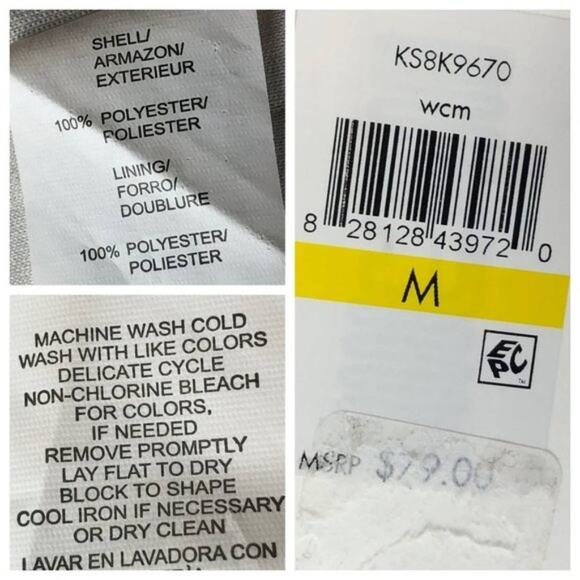 SHELL/
ARMAZON/
EXTERIEUR
100% POLYESTER/
POLIESTER
LINING/
FORRO/
DOUBLURE
100% POLYESTER/
POLIESTER
MACHINE WASH COLD
WASH WITH LIKE COLORS
DELICATE CYCLE
NON-CHLORINE BLEACH
FOR COLORS,
IF NEEDED
REMOVE PROMPTLY
LAY FLAT TO DRY
BLOCK TO SHAPE
COOL IRON IF NECESSARY
OR DRY CLEAN
LAVAR EN LAVADORA CON
KS8K9670
wcm
8 28128 43972 0
M
EPC
TM
MSRP $79.00